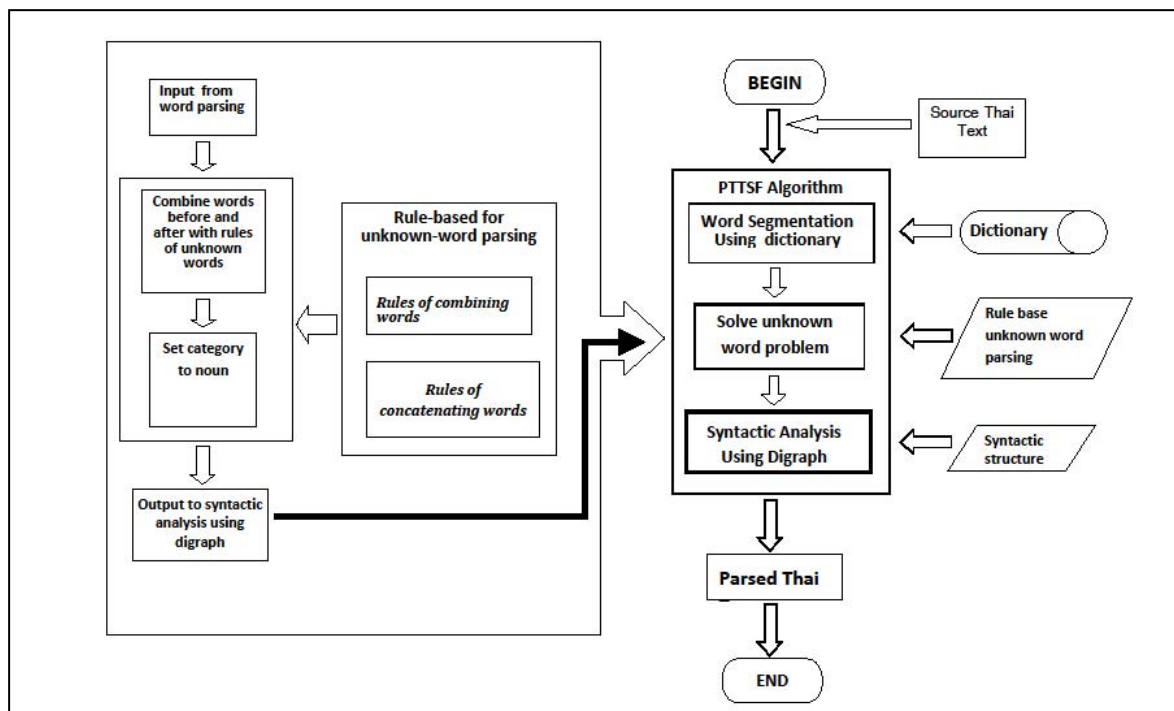 Input from
word parsing
Combine words
before and
after with rules
of unknown
words
Set category
to noun
Output to syntactic
analysis using
digraph
Rule-based for
unknown-word parsing
Rules of combining
words
Rules of
concatenating words
BEGIN
Source Thai
Text
PTTSF Algorithm
Word Segmentation
Using dictionary
Dictionary
Solve unknown
word problem
Rule base
unknown word
parsing
Syntactic Analysis
Using Digraph
Syntactic
structure
Parsed Thai
END